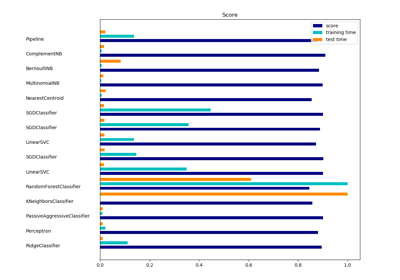 Score
score
training time
test time
Pipeline
ComplementNB
BernoulliNB
MultinomialNB
NearestCentroid
SGDClassifier
SGDClassifier
LinearSVC
SGDClassifier
LinearSVC
RandomForestClassifier
KNeighborsClassifier
PassiveAggressiveClassifier
Perceptron
RidgeClassifier
0.0 0.2 0.4 0.6 0.8 1.0